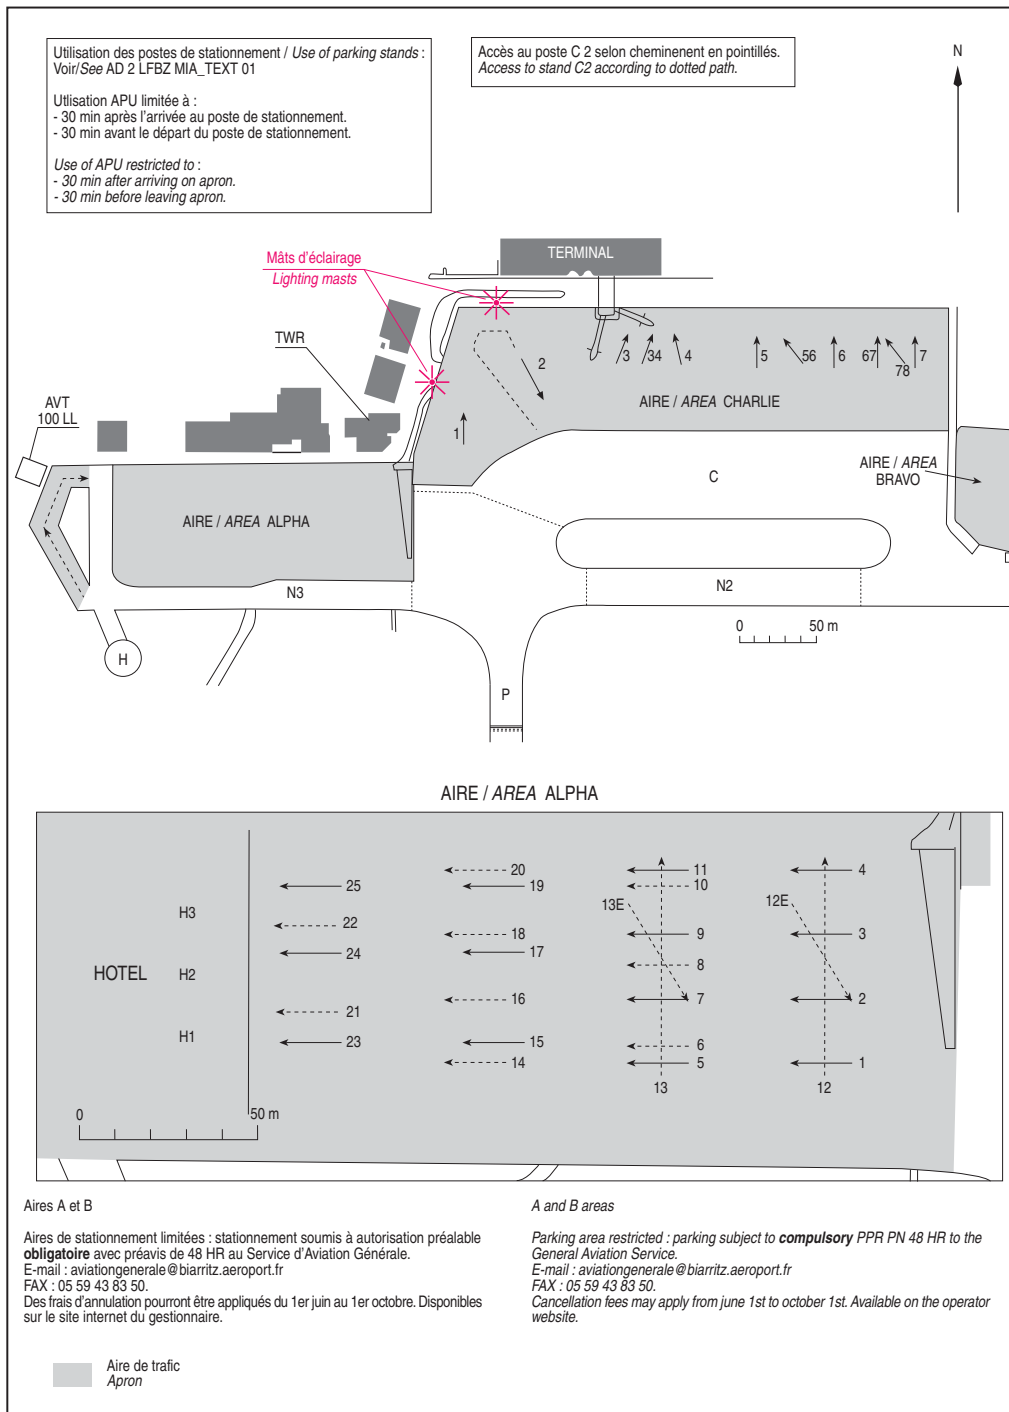 Utilisation des postes de stationnement / Use of parking stands :
Voir/See AD 2 LFBZ MIA_TEXT 01
Utlisation APU limitée à :
- 30 min après l'arrivée au poste de stationnement.
- 30 min avant le départ du poste de stationnement.
Use of APU restricted to :
- 30 min after arriving on apron.
- 30 min before leaving apron.
Accès au poste C 2 selon cheminenent en pointillés.
Access to stand C2 according to dotted path.
N
TERMINAL
Mâts d'éclairage
Lighting masts
TWR
AVT
100 LL
2
3
34
4
5
56
6
67
78
7
1
AIRE / AREA CHARLIE
AIRE / AREA
BRAVO
C
AIRE / AREA ALPHA
N3
N2
0
50 m
H
P
AIRE / AREA ALPHA
20
11
4
25
19
10
H3
13E
12E
22
18
9
3
24
17
8
HOTEL
H2
21
16
7
2
H1
23
15
6
14
5
1
13
12
0
50 m
Aires A et B
Aires de stationnement limitées : stationnement soumis à autorisation préalable
obligatoire avec préavis de 48 HR au Service d'Aviation Générale.
E-mail : aviationgenerale@biarritz.aeroport.fr
FAX : 05 59 43 83 50.
Des frais d'annulation pourront être appliqués du 1er juin au 1er octobre. Disponibles
sur le site internet du gestionnaire.
A and B areas
Parking area restricted : parking subject to compulsory PPR PN 48 HR to the
General Aviation Service.
E-mail : aviationgenerale@biarritz.aeroport.fr
FAX : 05 59 43 83 50.
Cancellation fees may apply from june 1st to october 1st. Available on the operator
website.
Aire de trafic
Apron